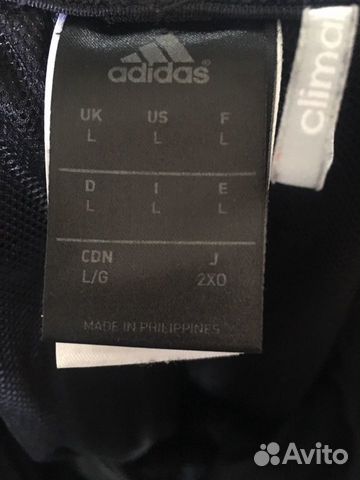 adidas
UK US F
L L L
D I E
L L L
CDN J
L/G 2XO
MADE IN PHILIPPINES
clima
Avito